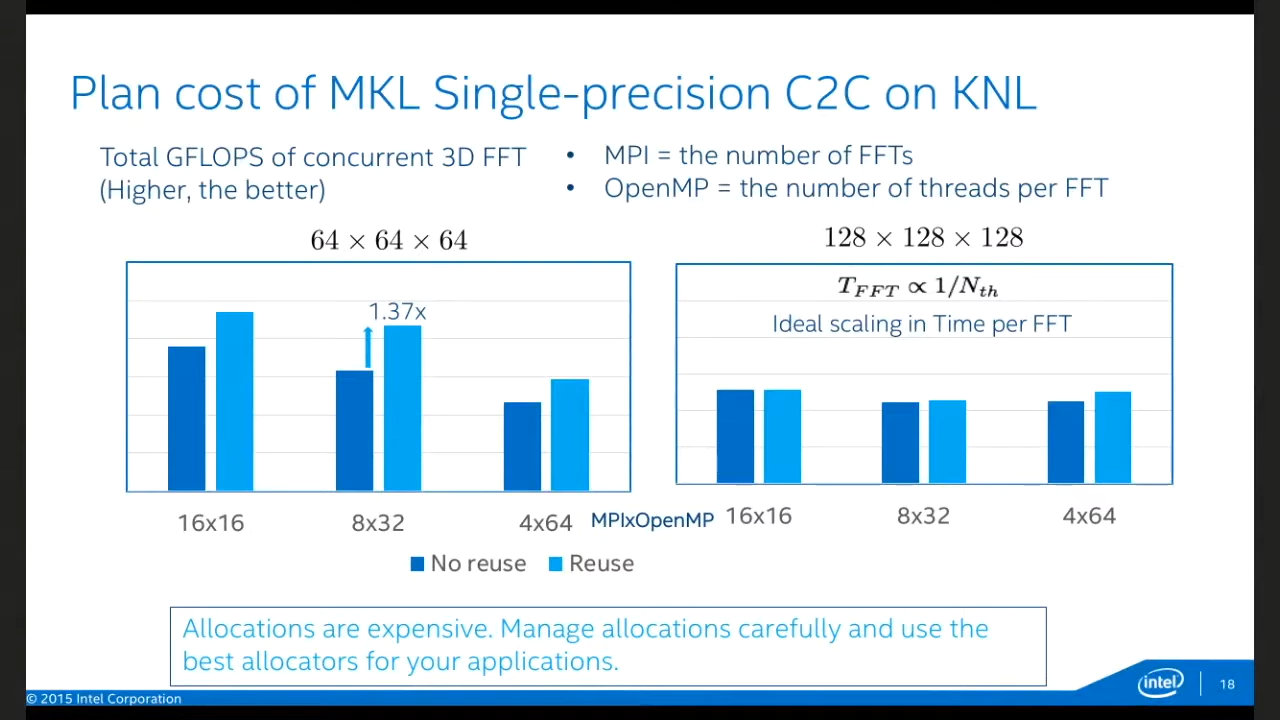 Plan cost of MKL Single-precision C2C on KNL
Total GFLOPS of concurrent 3D FFT
(Higher, the better)
• MPI = the number of FFTs
• OpenMP = the number of threads per FFT
64 × 64 × 64
1.37x
16x16
8x32
4x64
MPIxOpenMP
128 × 128 × 128
T_FFT ∝ 1/N_th
Ideal scaling in Time per FFT
16x16
8x32
4x64
No reuse
Reuse
Allocations are expensive. Manage allocations carefully and use the
best allocators for your applications.
© 2015 Intel Corporation
intel
18